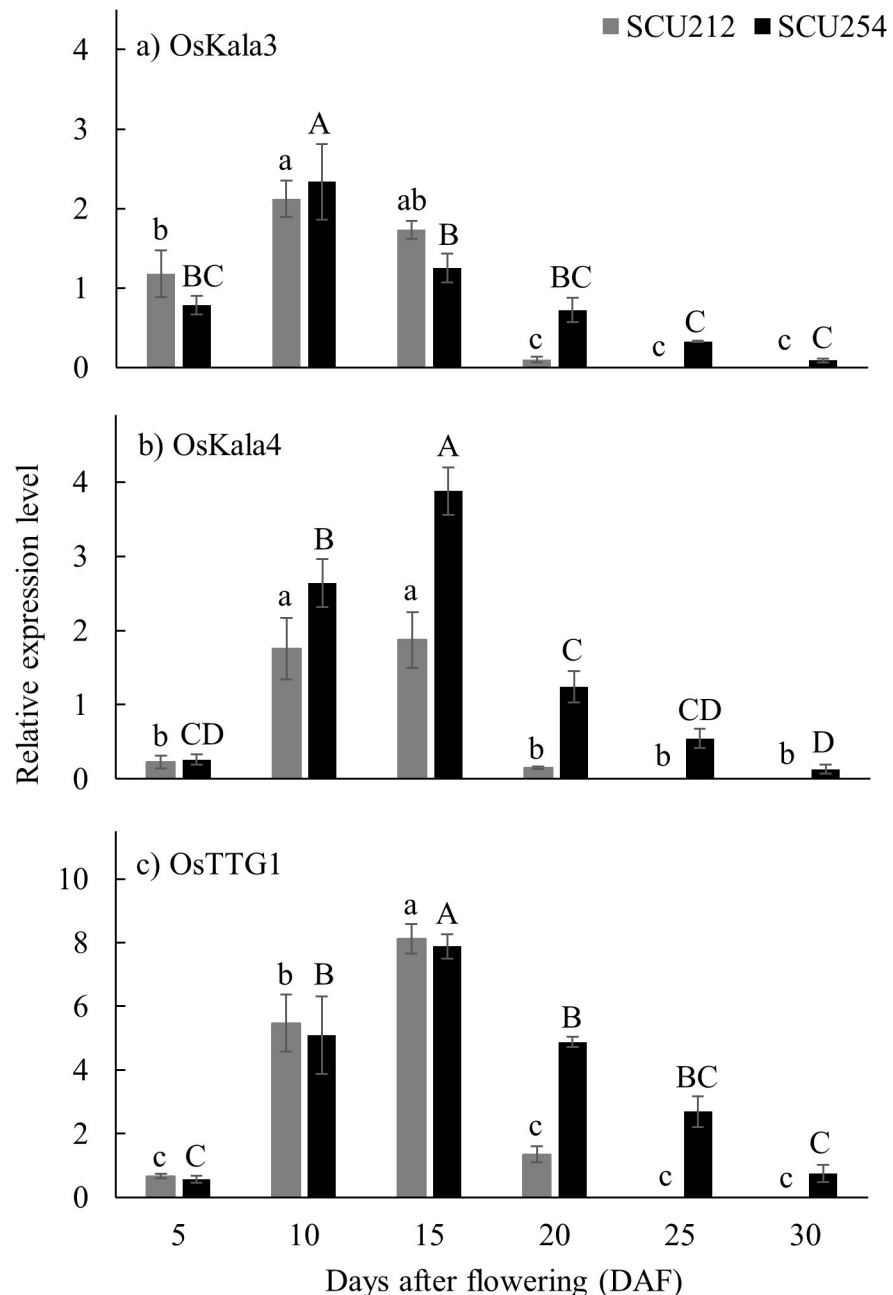 SCU212 SCU254
a) OsKala3
4
3
2
1
0
b a ab c c c
BC A B BC C C
b) OsKala4
4
3
2
1
0
b a a b b b
CD B A C CD D
c) OsTTG1
10
8
6
4
2
0
c b a c c c
C B A B BC C
5 10 15 20 25 30
Days after flowering (DAF)
Relative expression level